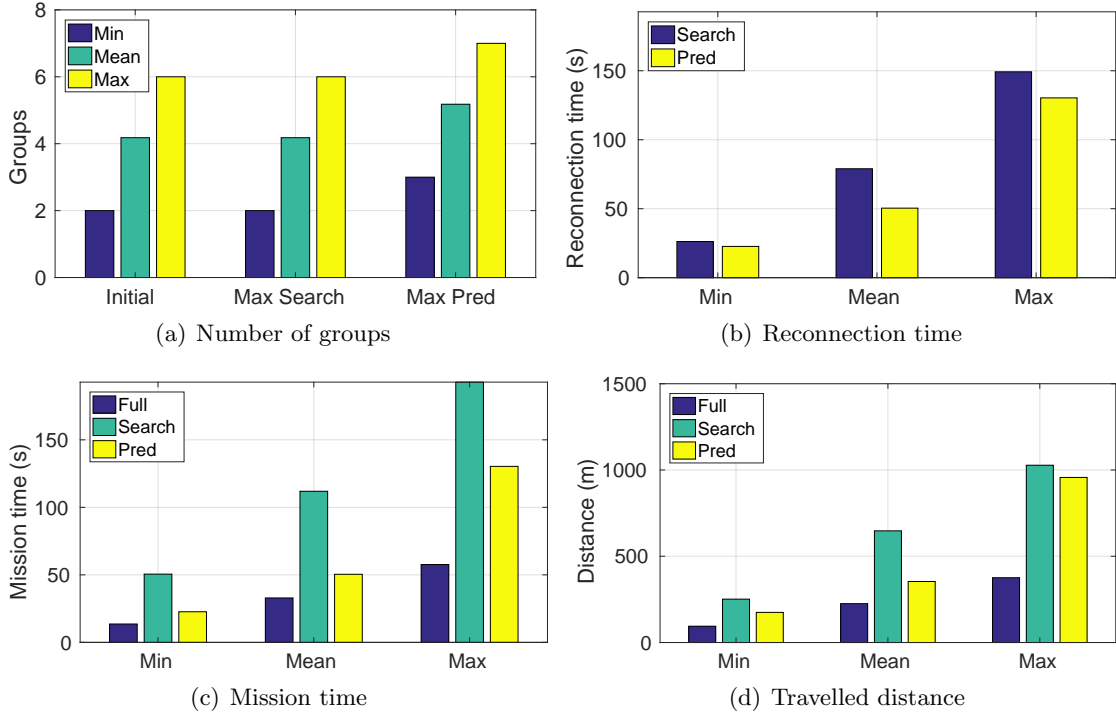 8
6
4
2
0
Groups
Min
Mean
Max
Initial
Max Search
Max Pred
(a) Number of groups
150
100
50
0
Reconnection time (s)
Search
Pred
Min
Mean
Max
(b) Reconnection time
150
100
50
0
Mission time (s)
Full
Search
Pred
Min
Mean
Max
(c) Mission time
1500
1000
500
0
Distance (m)
Full
Search
Pred
Min
Mean
Max
(d) Travelled distance